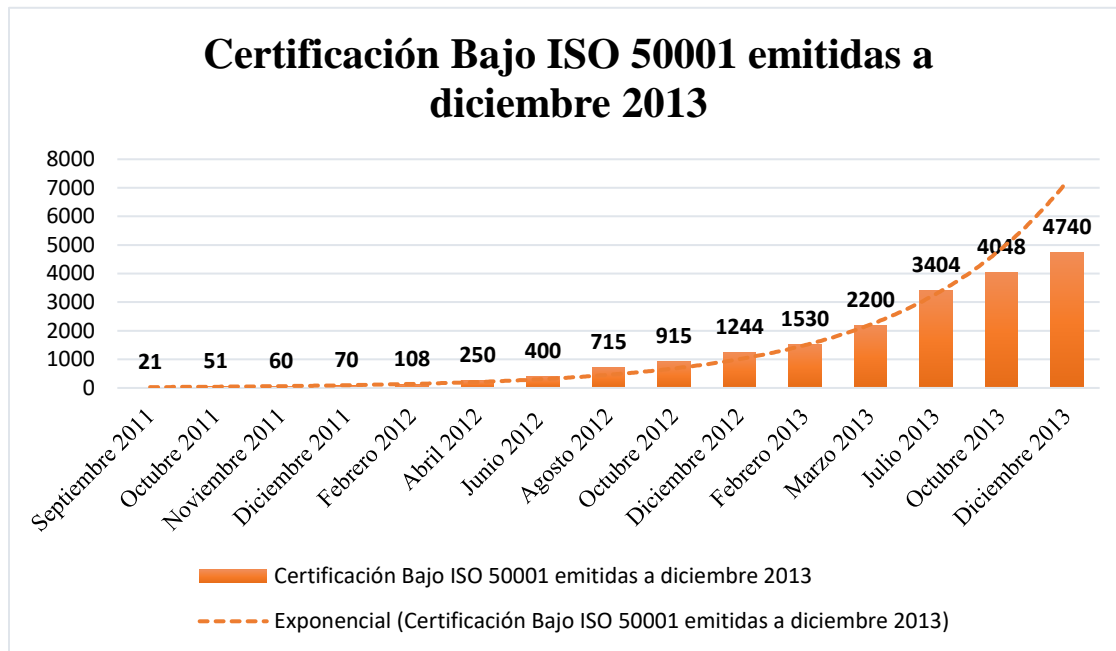 Certificación Bajo ISO 50001 emitidas a
diciembre 2013
8000
7000
6000
5000
4000
3000
2000
1000
0
21
51
60
70
108
250
400
715
915
1244
1530
2200
3404
4048
4740
Septiembre 2011
Octubre 2011
Noviembre 2011
Diciembre 2011
Febrero 2012
Abril 2012
Junio 2012
Agosto 2012
Octubre 2012
Diciembre 2012
Febrero 2013
Marzo 2013
Julio 2013
Octubre 2013
Diciembre 2013
Certificación Bajo ISO 50001 emitidas a diciembre 2013
Exponencial (Certificación Bajo ISO 50001 emitidas a diciembre 2013)